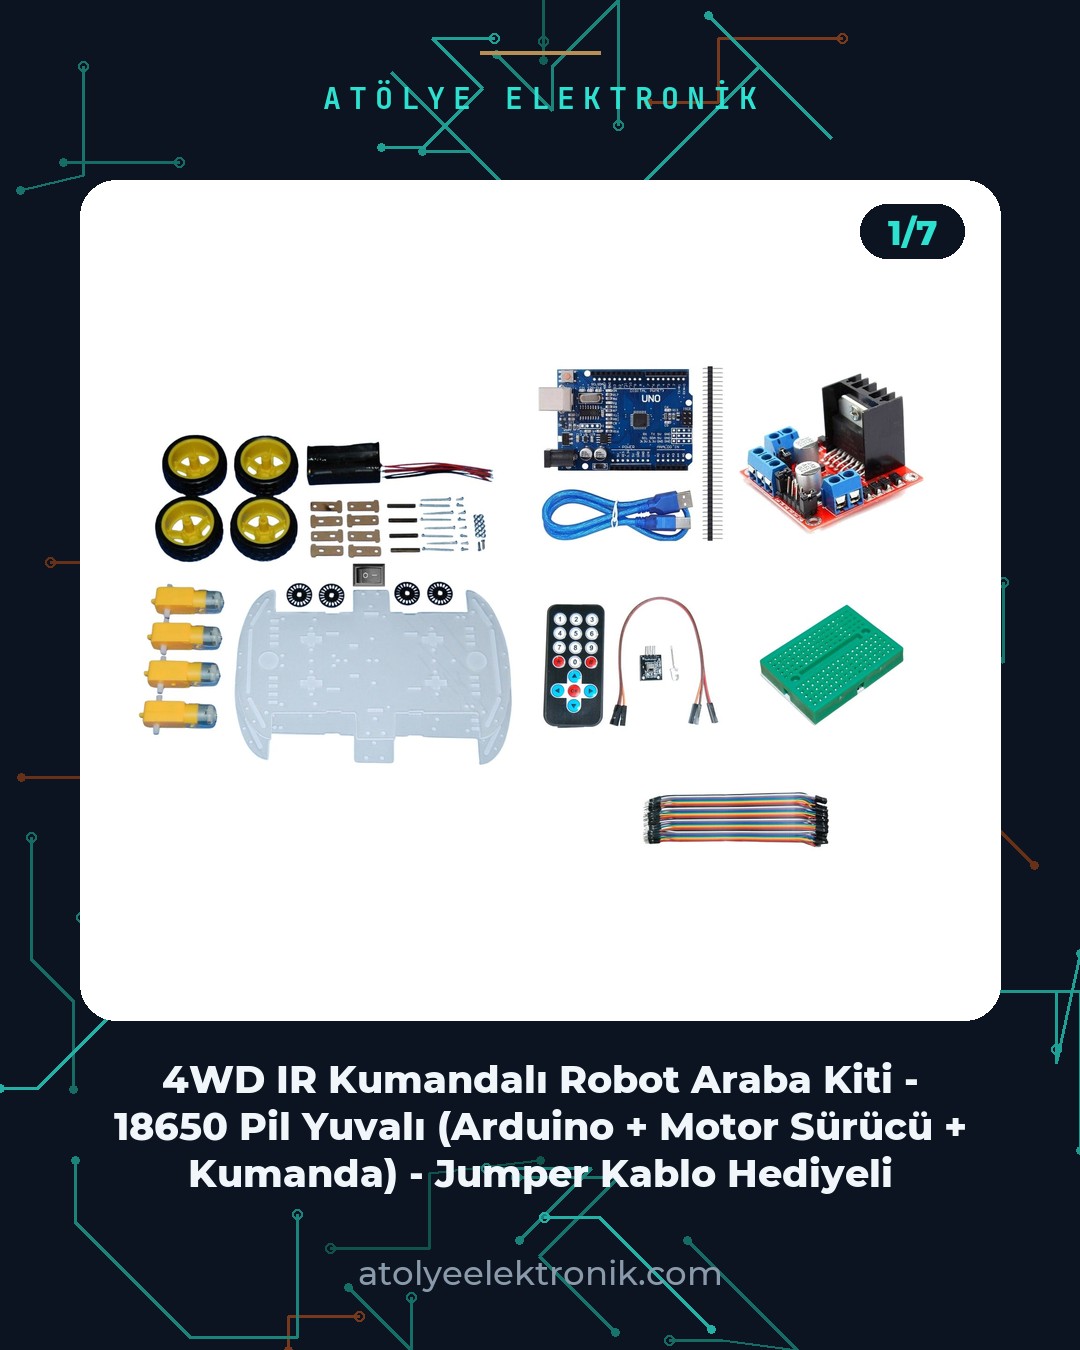 ATÖLYE ELEKTRONİK
1/7
UNO
4WD IR Kumandalı Robot Araba Kiti -
18650 Pil Yuvalı (Arduino + Motor Sürücü +
Kumanda) - Jumper Kablo Hediyeli
atolyeelektronik.com